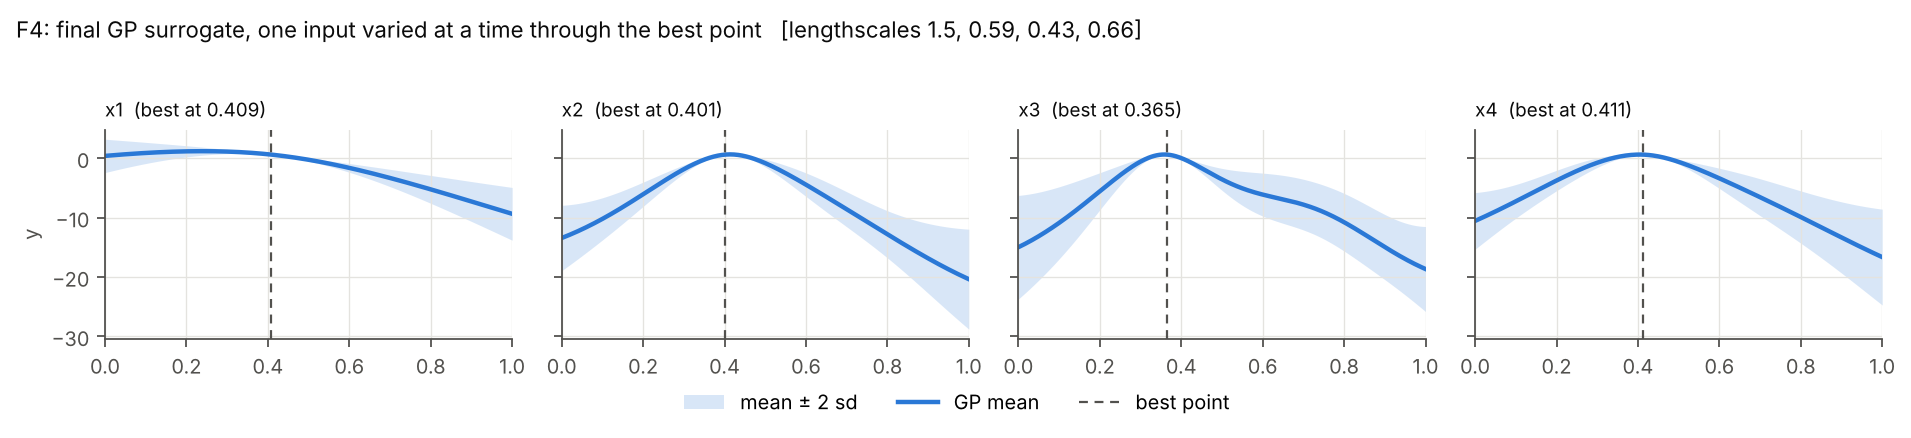 F4: final GP surrogate, one input varied at a time through the best point [lengthscales 1.5, 0.59, 0.43, 0.66]
x1 (best at 0.409)
x2 (best at 0.401)
x3 (best at 0.365)
x4 (best at 0.411)
y
0
−10
−20
−30
0.0 0.2 0.4 0.6 0.8 1.0
0.0 0.2 0.4 0.6 0.8 1.0
0.0 0.2 0.4 0.6 0.8 1.0
0.0 0.2 0.4 0.6 0.8 1.0
mean ± 2 sd GP mean best point